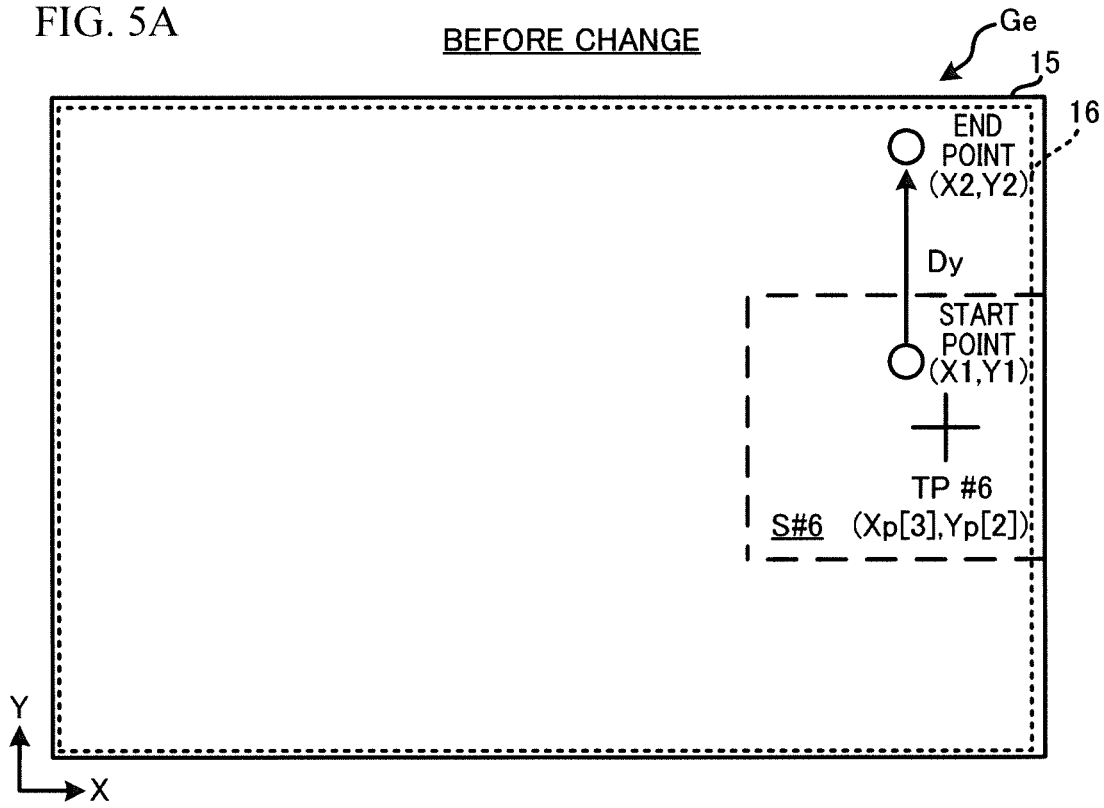 FIG. 5A
BEFORE CHANGE
Ge
15
16
END
POINT
(X2,Y2)
Dy
START
POINT
(X1,Y1)
TP #6
S#6 (Xp[3],Yp[2])
Y
X